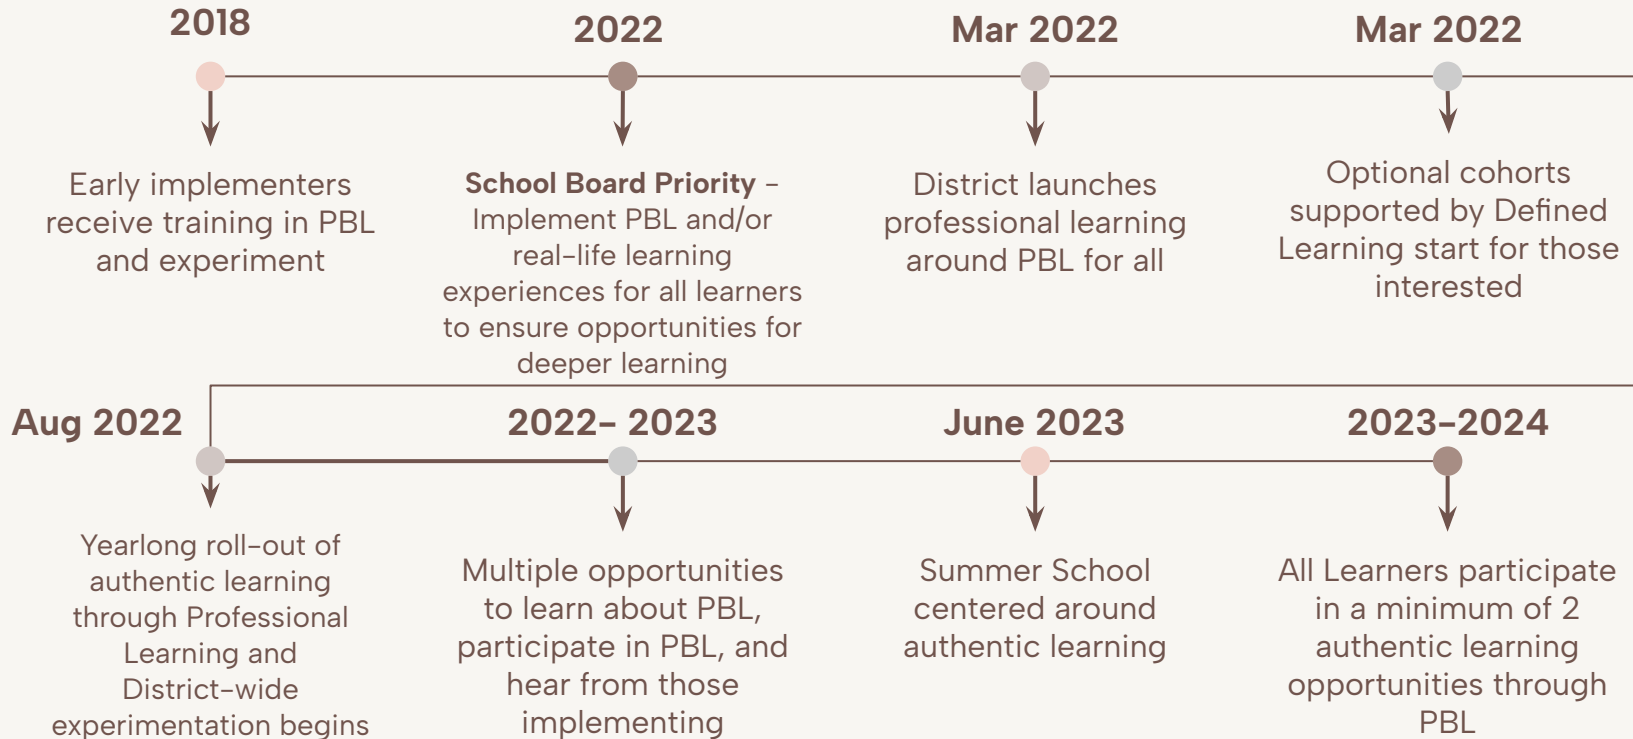 2018
Early implementers
receive training in PBL
and experiment
2022
School Board Priority –
Implement PBL and/or
real-life learning
experiences for all learners
to ensure opportunities for
deeper learning
Mar 2022
District launches
professional learning
around PBL for all
Mar 2022
Optional cohorts
supported by Defined
Learning start for those
interested
Aug 2022
Yearlong roll-out of
authentic learning
through Professional
Learning and
District-wide
experimentation begins
2022- 2023
Multiple opportunities
to learn about PBL,
participate in PBL, and
hear from those
implementing
June 2023
Summer School
centered around
authentic learning
2023-2024
All Learners participate
in a minimum of 2
authentic learning
opportunities through
PBL